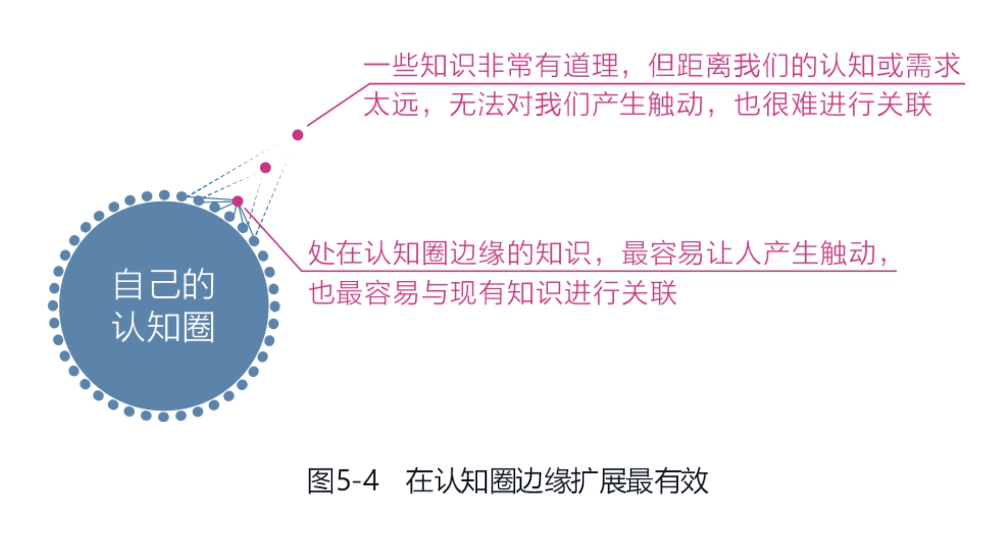 一些知识非常有道理，但距离我们的认知或需求
太远，无法对我们产生触动，也很难进行关联
处在认知圈边缘的知识，最容易让人产生触动，
也最容易与现有知识进行关联
自己的
认知圈
图5-4 在认知圈边缘扩展最有效